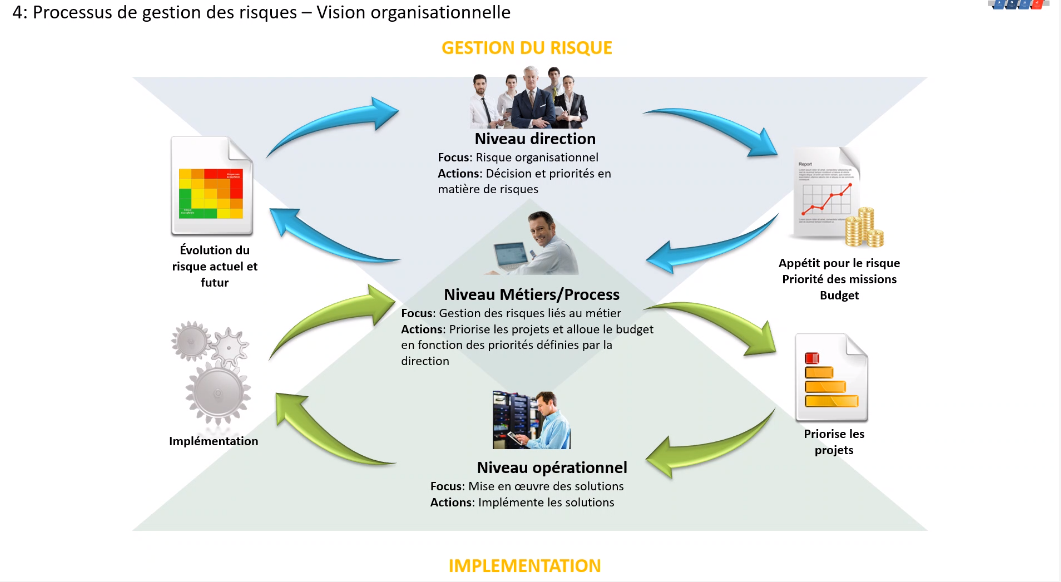 4: Processus de gestion des risques – Vision organisationnelle
GESTION DU RISQUE
Niveau direction
Focus: Risque organisationnel
Actions: Décision et priorités en
matière de risques
Évolution du
risque actuel et
futur
Report
Appétit pour le risque
Priorité des missions
Budget
Niveau Métiers/Process
Focus: Gestion des risques liés au métier
Actions: Priorise les projets et alloue le budget
en fonction des priorités définies par la
direction
Implémentation
Priorise les
projets
Niveau opérationnel
Focus: Mise en œuvre des solutions
Actions: Implémente les solutions
IMPLEMENTATION